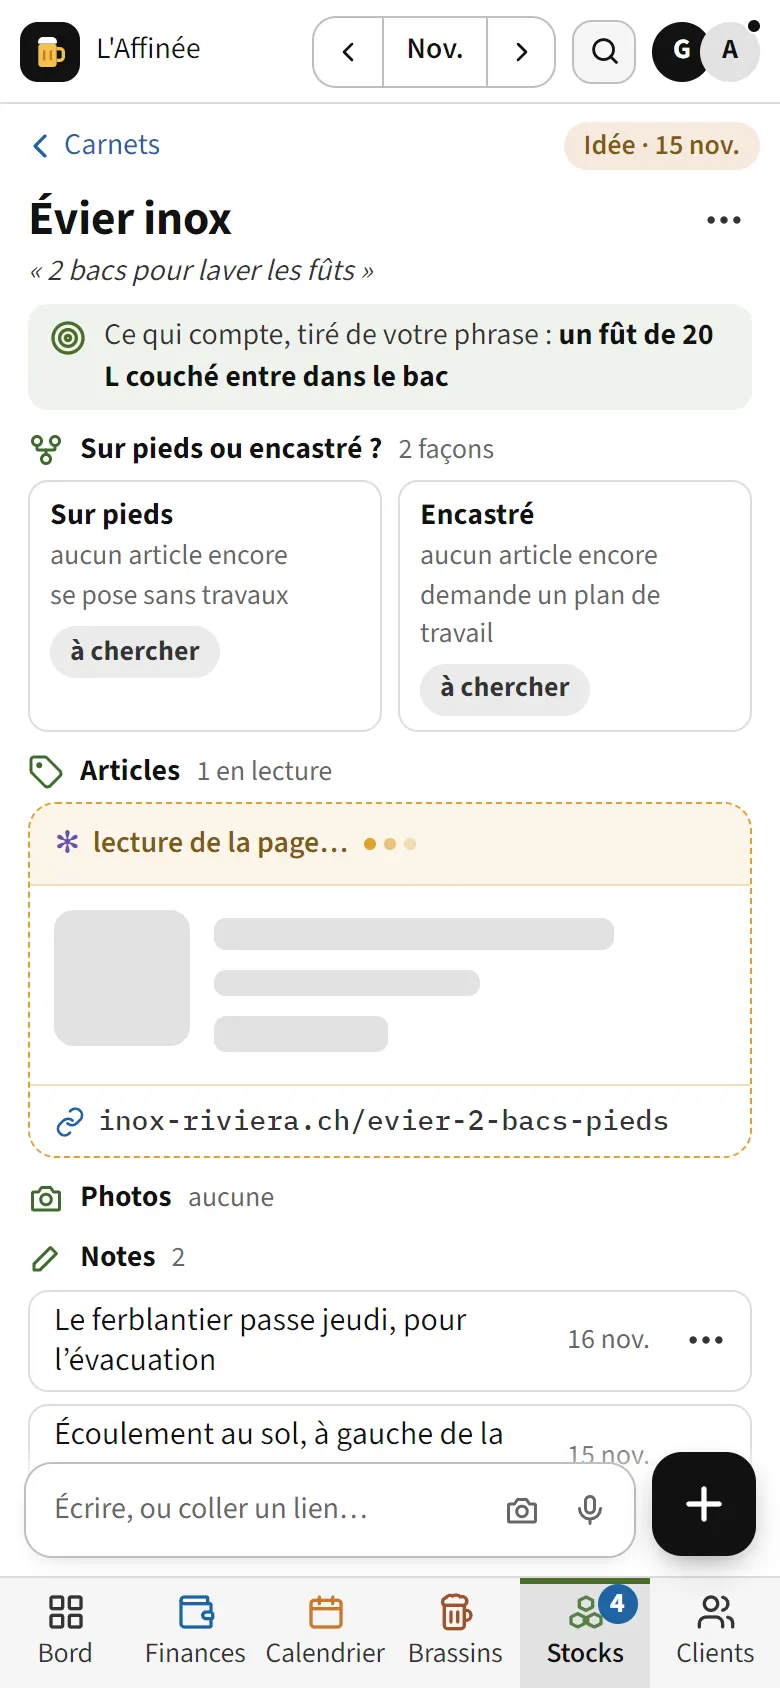 L'Affinée
Nov.
G
A
Carnets
Idée · 15 nov.
Évier inox
« 2 bacs pour laver les fûts »
Ce qui compte, tiré de votre phrase : un fût de 20
L couché entre dans le bac
Sur pieds ou encastré ? 2 façons
Sur pieds
aucun article encore
se pose sans travaux
à chercher
Encastré
aucun article encore
demande un plan de
travail
à chercher
Articles 1 en lecture
lecture de la page…
inox-riviera.ch/evier-2-bacs-pieds
Photos aucune
Notes 2
Le ferblantier passe jeudi, pour
l’évacuation
16 nov.
Écoulement au sol, à gauche de la
15 nov.
Écrire, ou coller un lien…
Bord
Finances
Calendrier
Brassins
4
Stocks
Clients